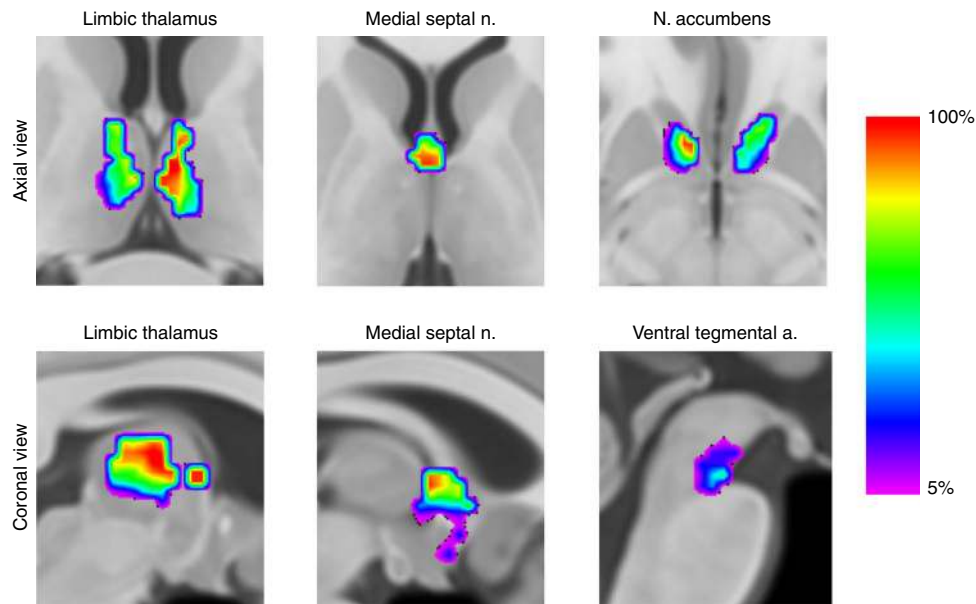 Limbic thalamus
Medial septal n.
N. accumbens
Axial view
100%
Limbic thalamus
Medial septal n.
Ventral tegmental a.
Coronal view
5%